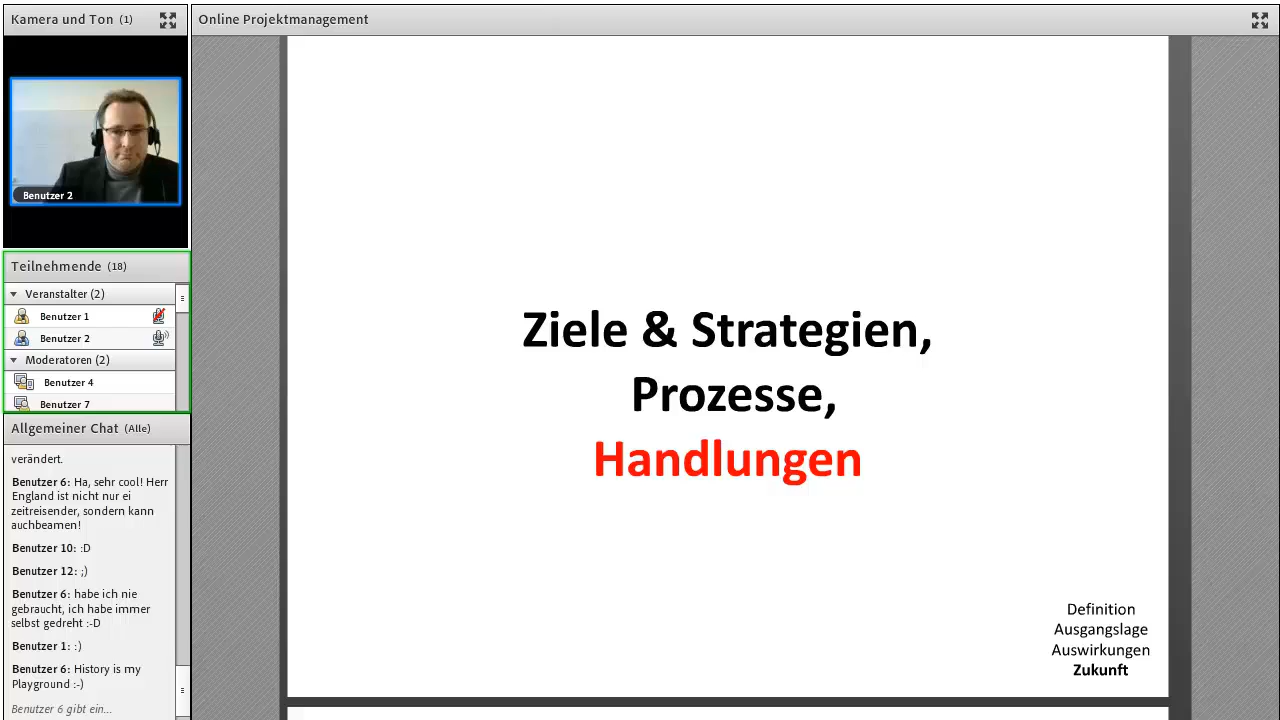 Kamera und Ton (1)
Benutzer 2
Teilnehmende (18)
Veranstalter (2)
Benutzer 1
Benutzer 2
Moderatoren (2)
Benutzer 4
Benutzer 7
Allgemeiner Chat (Alle)
verändert.
Benutzer 6: Ha, sehr cool! Herr
England ist nicht nur ei
zeitreisender, sondern kann
auchbeamen!
Benutzer 10: :D
Benutzer 12: ;)
Benutzer 6: habe ich nie
gebraucht, ich habe immer
selbst gedreht :-D
Benutzer 1: :)
Benutzer 6: History is my
Playground :-)
Benutzer 6 gibt ein...
Online Projektmanagement
Ziele & Strategien,
Prozesse,
Handlungen
Definition
Ausgangslage
Auswirkungen
Zukunft